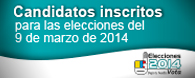 Candidatos inscritos
para las elecciones del
9 de marzo de 2014
Elecciones
2014
Vota